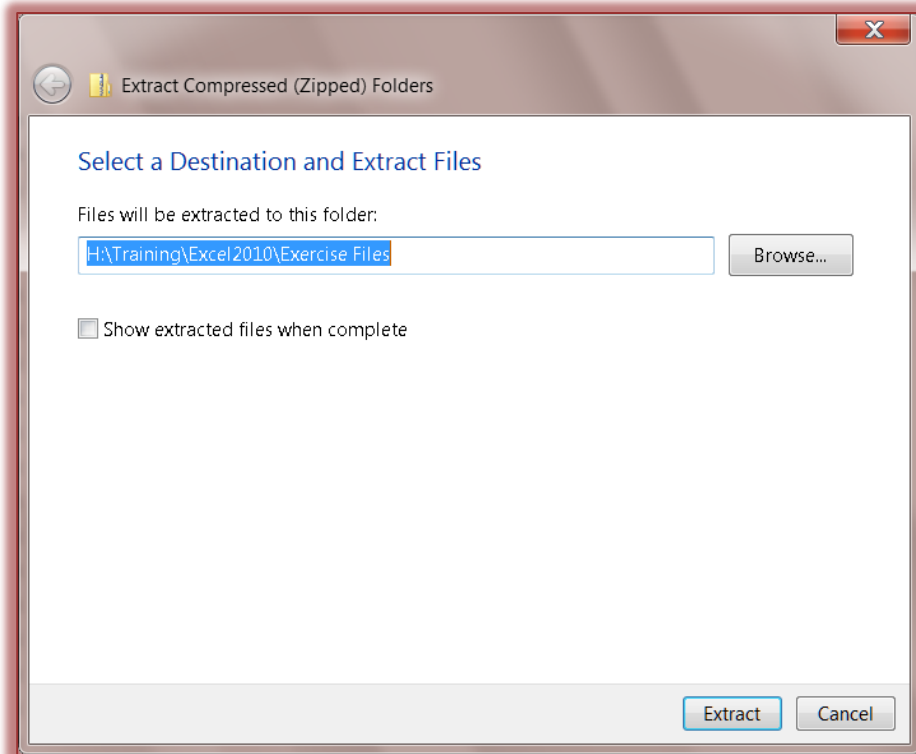 Extract Compressed (Zipped) Folders
Select a Destination and Extract Files
Files will be extracted to this folder:
H:\Training\Excel2010\Exercise Files
Browse...
Show extracted files when complete
Extract
Cancel